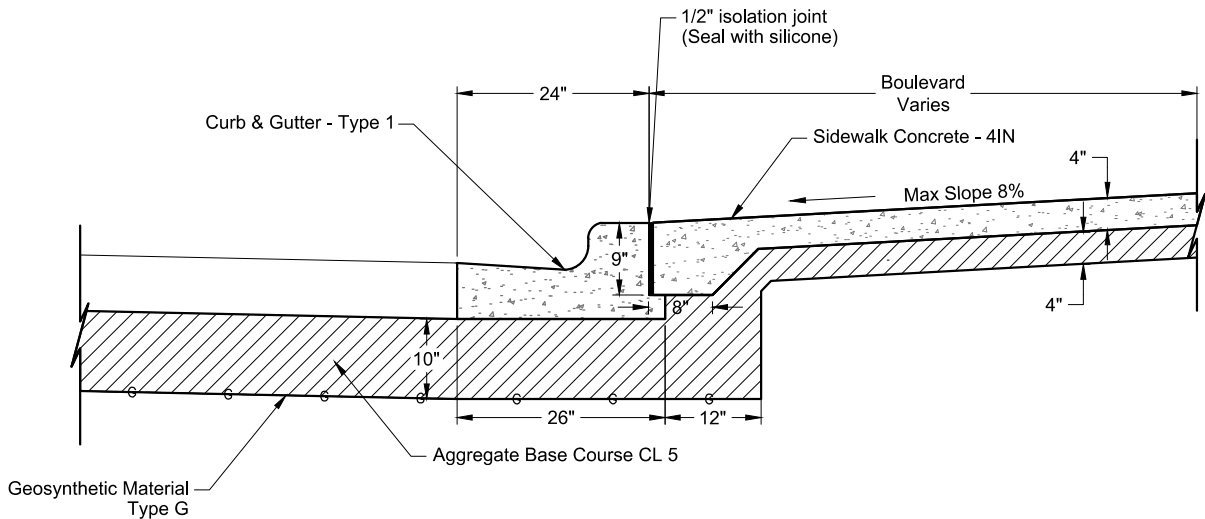 1/2" isolation joint
(Seal with silicone)
24"
Boulevard
Varies
Curb & Gutter - Type 1
Sidewalk Concrete - 4IN
4"
Max Slope 8%
9"
8"
4"
10"
G G G G G G G
26"
12"
Aggregate Base Course CL 5
Geosynthetic Material
Type G